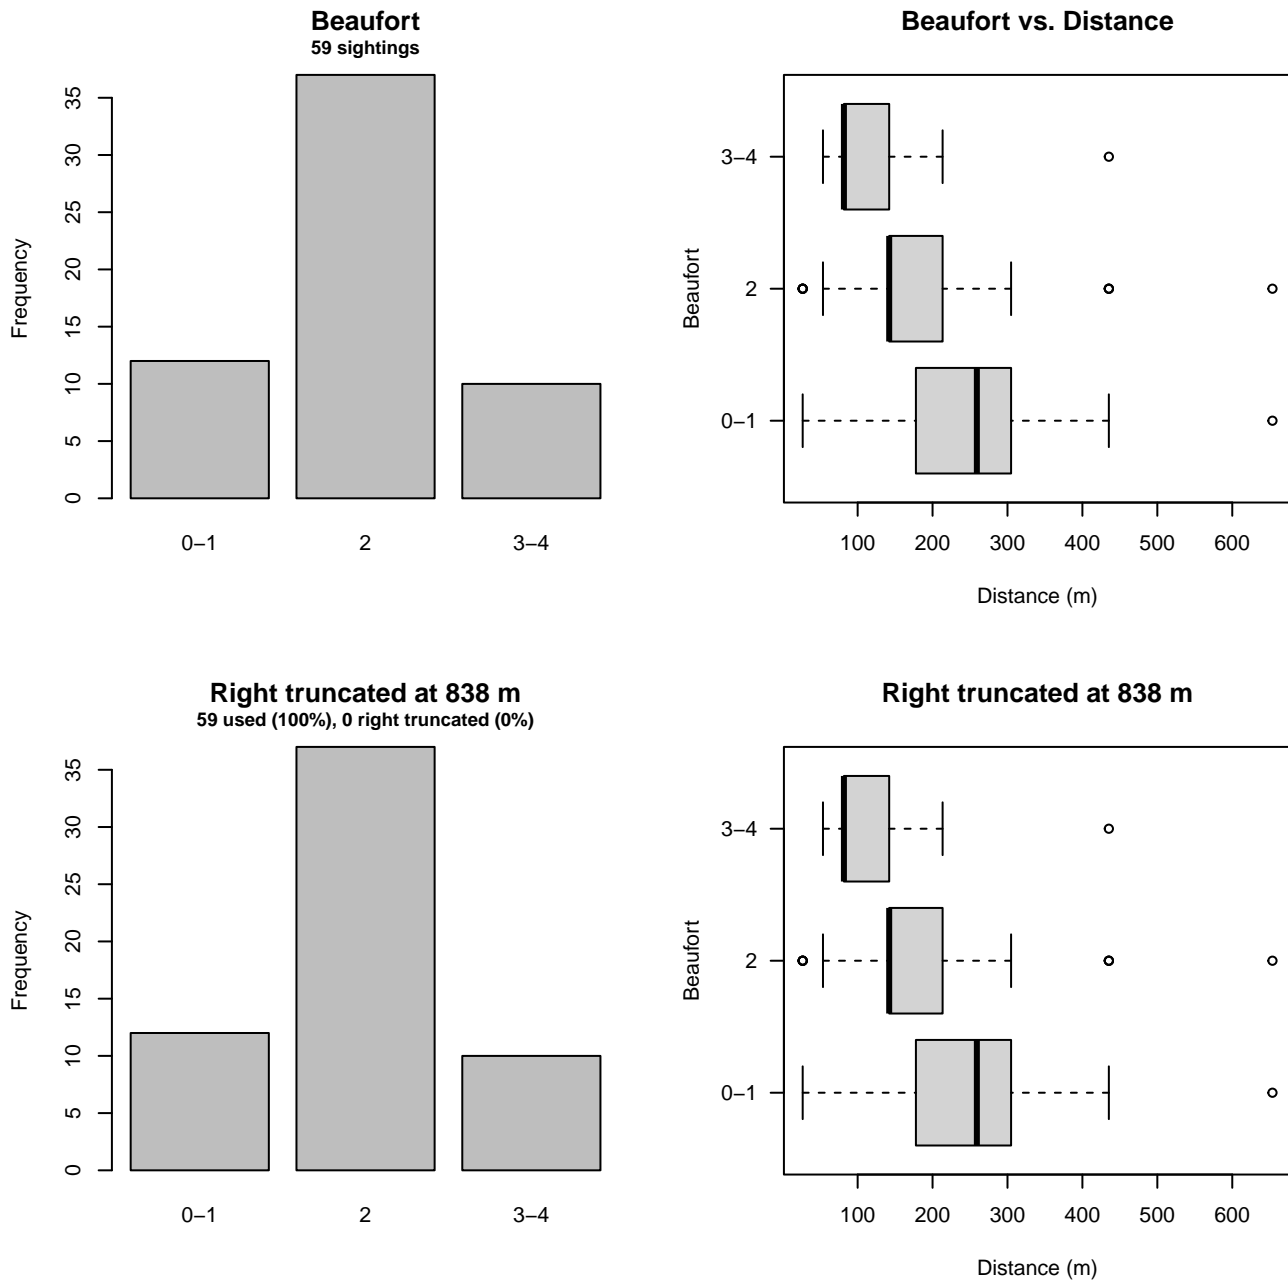 Beaufort
59 sightings
Frequency
0
5
10
15
20
25
30
35
0–1
2
3–4
Beaufort vs. Distance
Beaufort
3–4
2
0–1
100 200 300 400 500 600
Distance (m)
Right truncated at 838 m
59 used (100%), 0 right truncated (0%)
Frequency
0
5
10
15
20
25
30
35
0–1
2
3–4
Right truncated at 838 m
Beaufort
3–4
2
0–1
100 200 300 400 500 600
Distance (m)